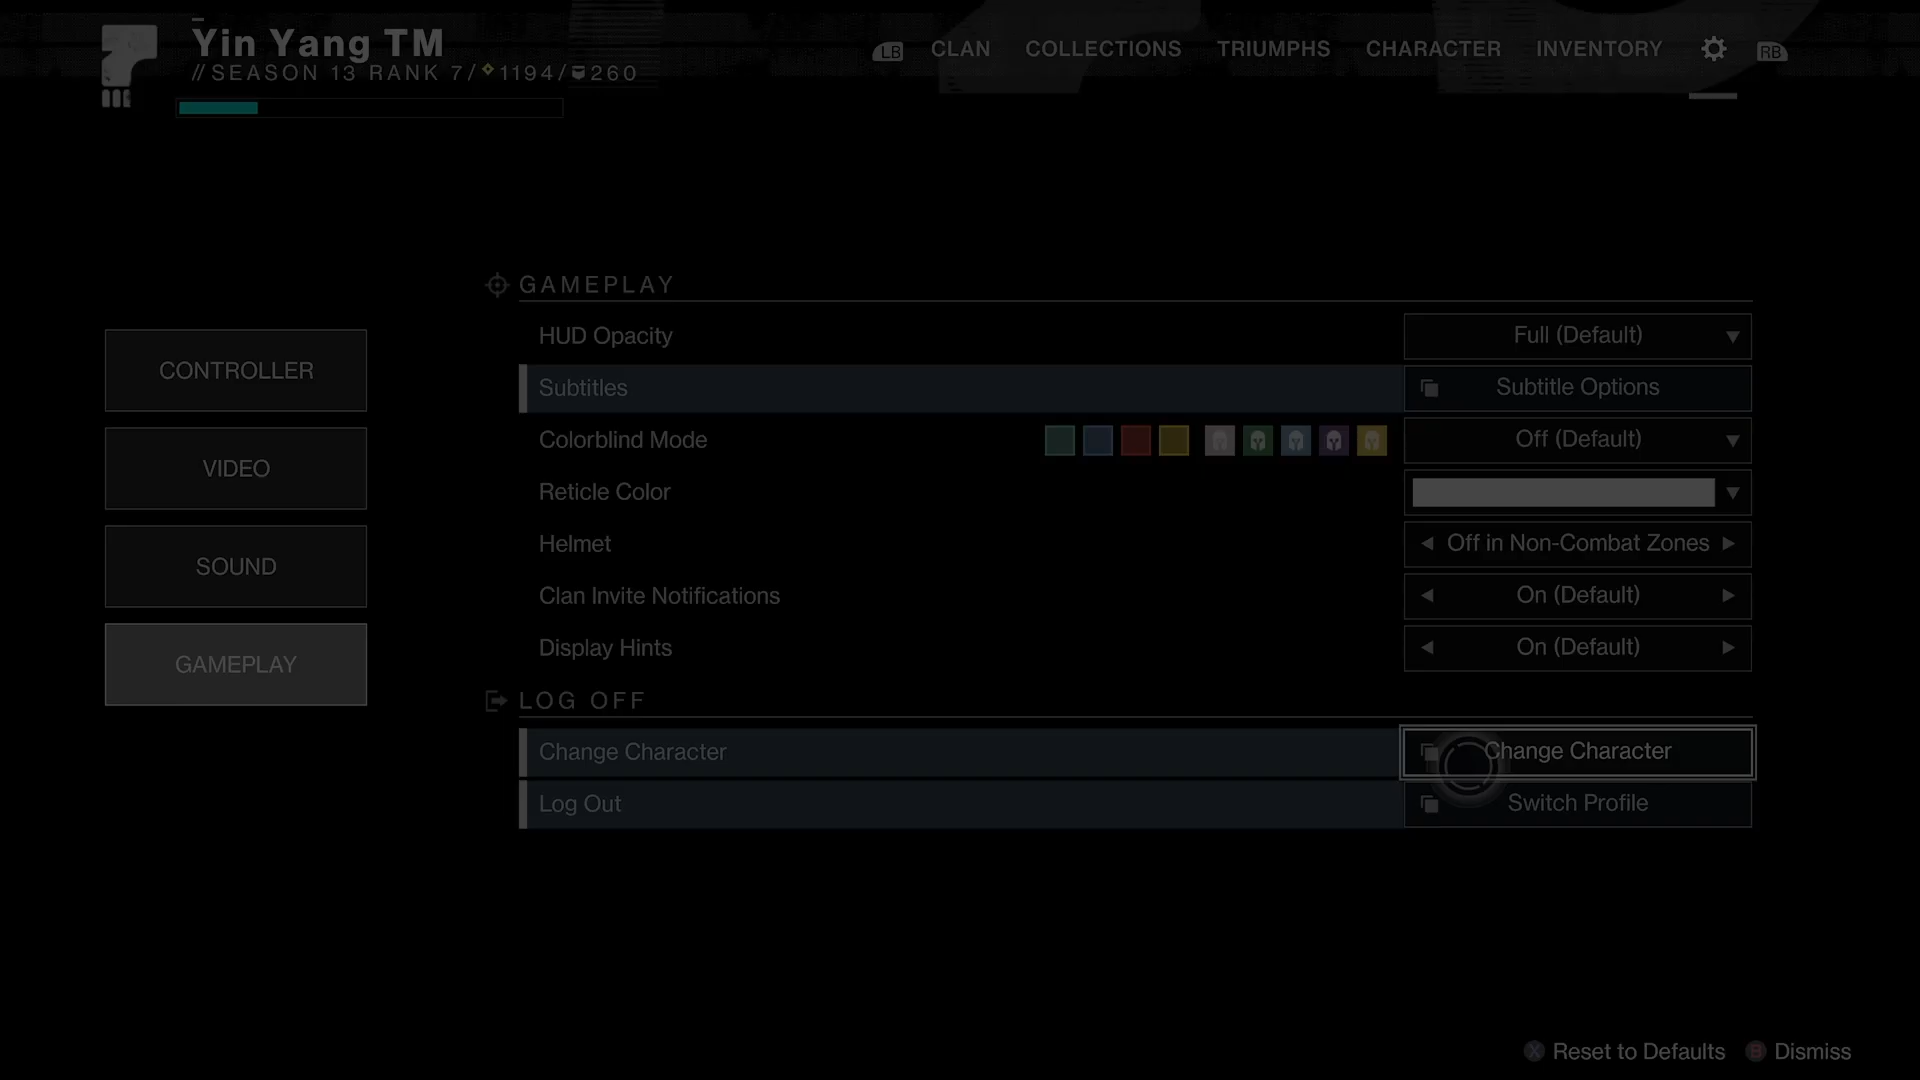 Yin Yang TM
//SEASON 13 RANK 7/1194/260
LB CLAN COLLECTIONS TRIUMPHS CHARACTER INVENTORY RB
CONTROLLER
VIDEO
SOUND
GAMEPLAY
GAMEPLAY
HUD Opacity Full (Default)
Subtitles Subtitle Options
Colorblind Mode Off (Default)
Reticle Color
Helmet Off in Non-Combat Zones
Clan Invite Notifications On (Default)
Display Hints On (Default)
LOG OFF
Change Character Change Character
Log Out Switch Profile
X Reset to Defaults B Dismiss